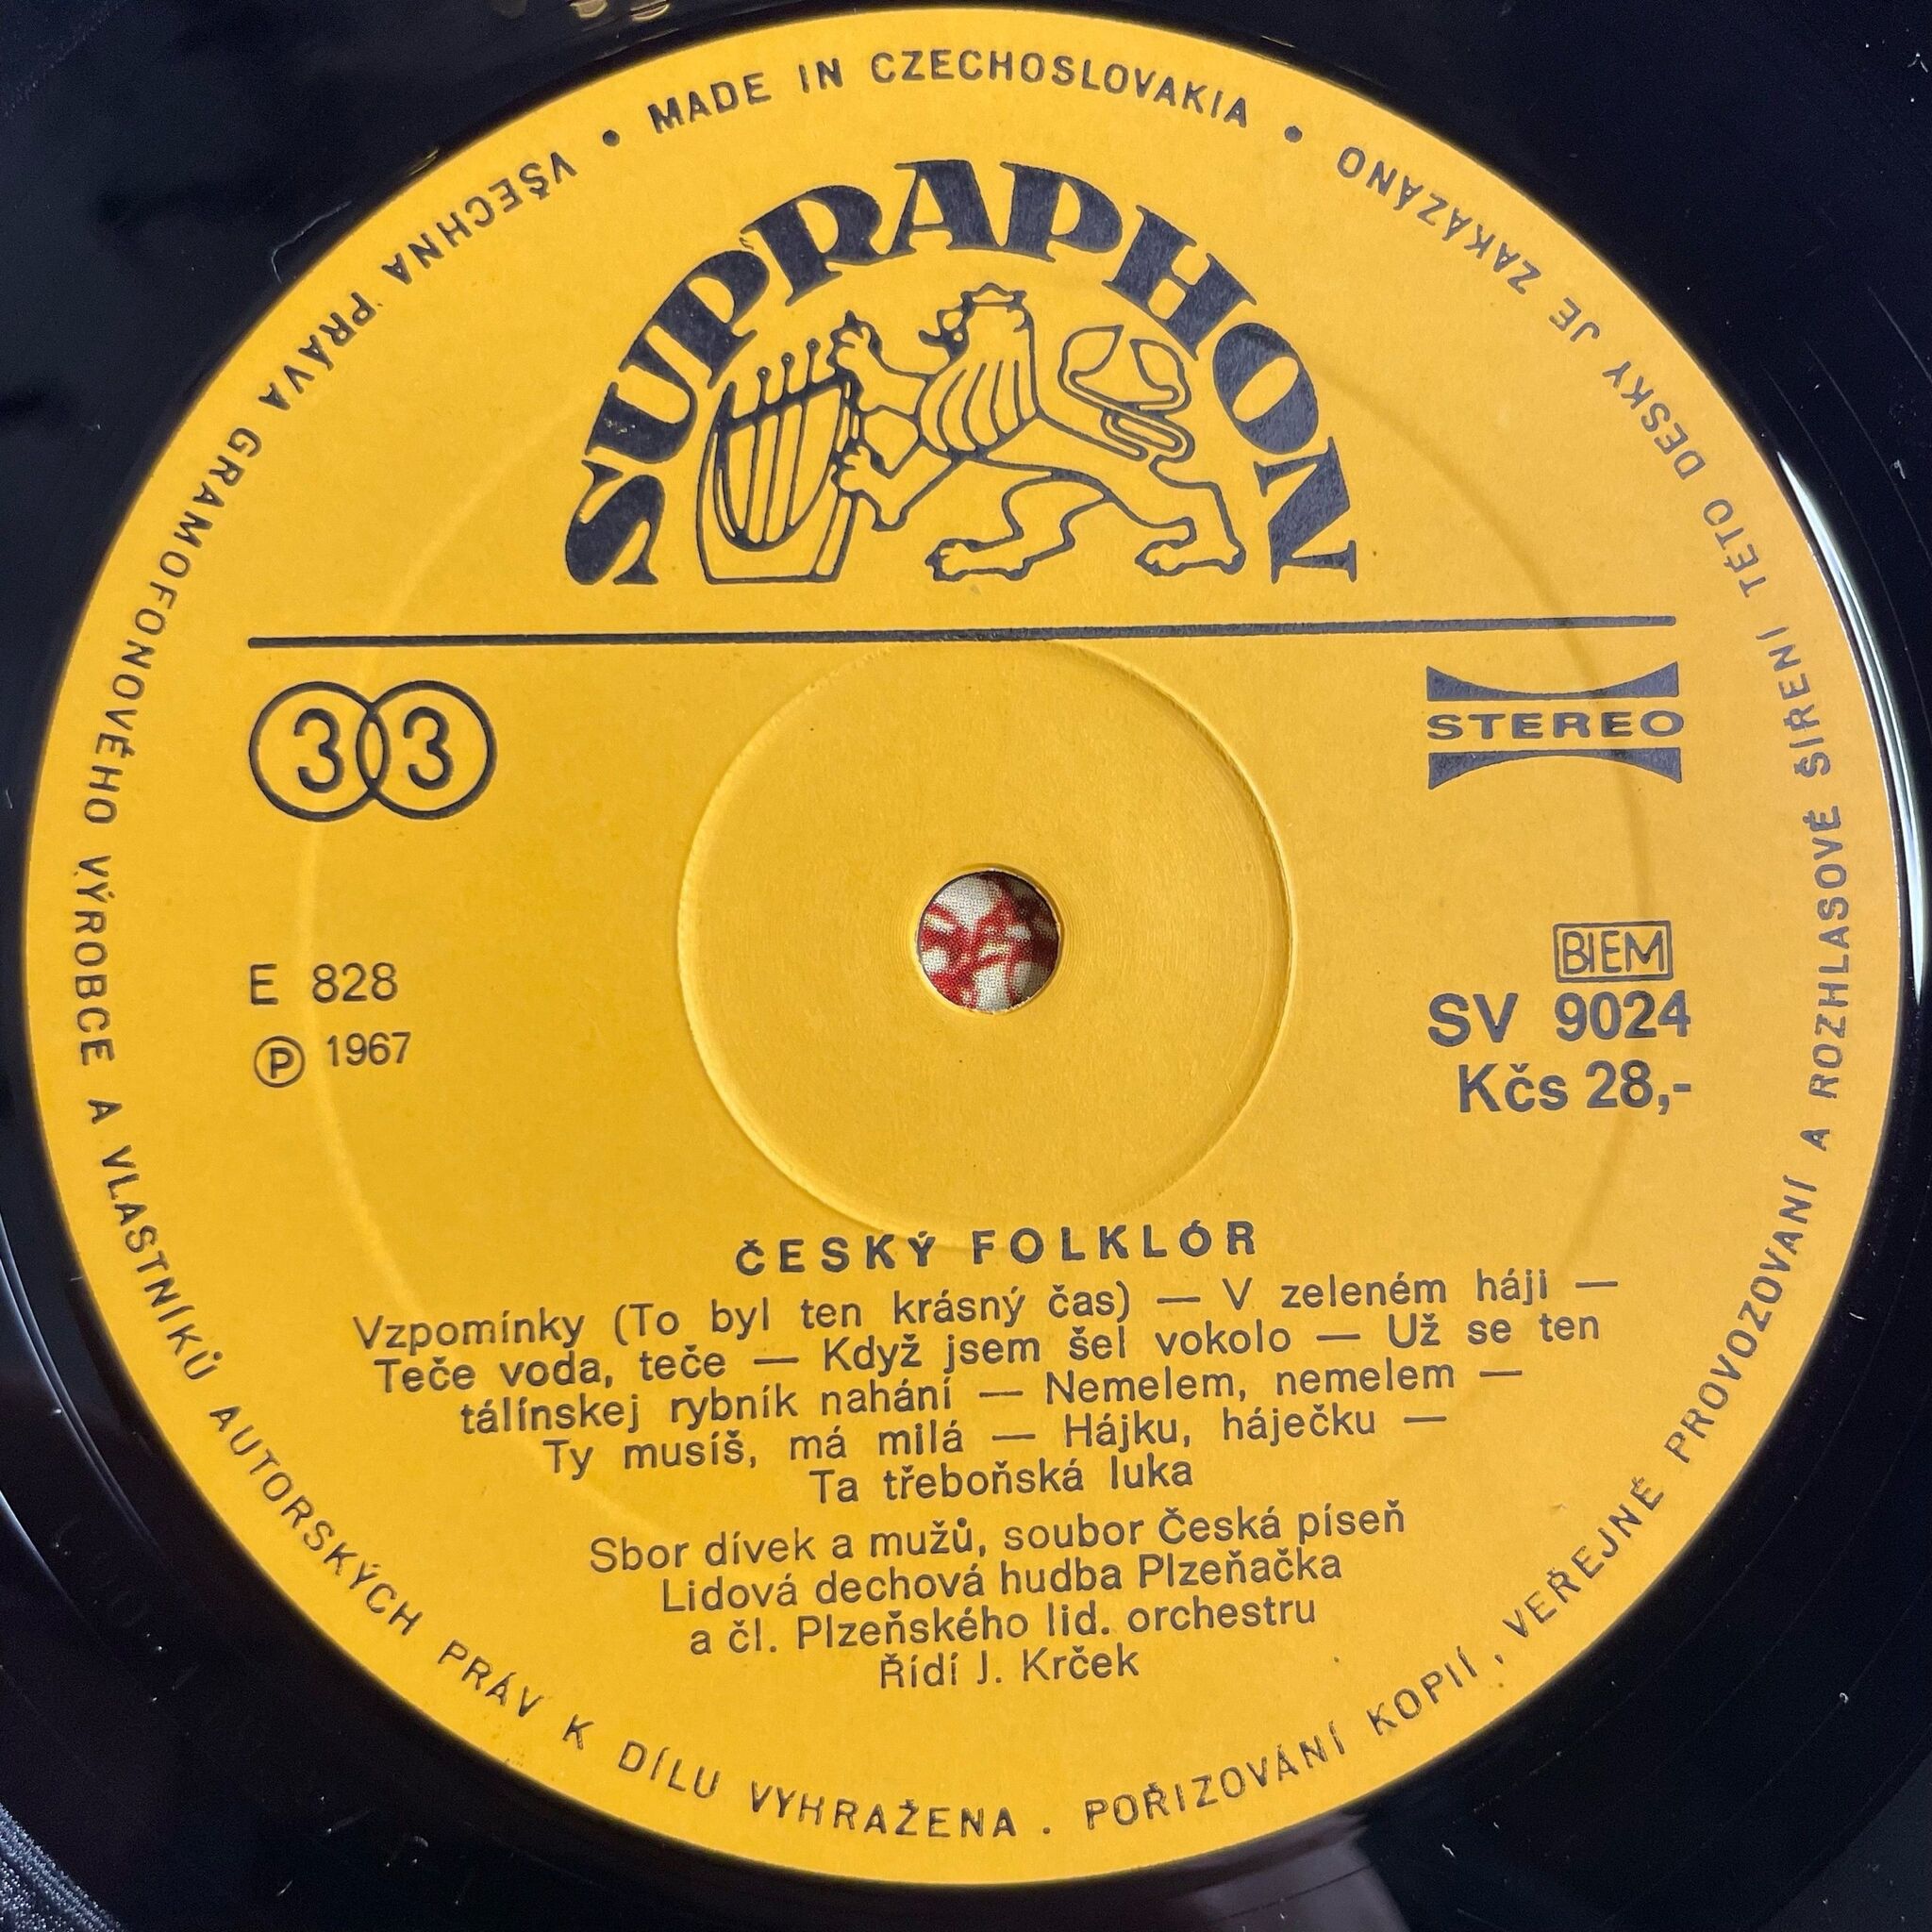 MADE IN CZECHOSLOVAKIA
VŠECHNA PRÁVA GRAMOFONOVÉHO VÝROBCE A VLASTNÍKŮ AUTORSKÝCH PRÁV K DÍLU VYHRAŽENA . POŘIZOVÁNÍ KOPIÍ, VEŘEJNÉ PROVOZOVANÍ A ROZHLASOVÉ ŠÍŘENI TÉTO DESKY JE ZAKÁZÁNO
SUPRAPHON
33
STEREO
E 828
Ⓟ 1967
BIEM
SV 9024
Kčs 28,-
ČESKÝ FOLKLÓR
Vzpomínky (To byl ten krásný čas) — V zeleném háji —
Teče voda, teče — Když jsem šel vokolo — Už se ten
tálínskej rybník nahání — Nemelem, nemelem —
Ty musíš, má milá — Hájku, háječku —
Ta třeboňská luka
Sbor dívek a mužů, soubor Česká píseň
Lidová dechová hudba Plzeňačka
a čl. Plzeňského lid. orchestru
Řídí J. Krček